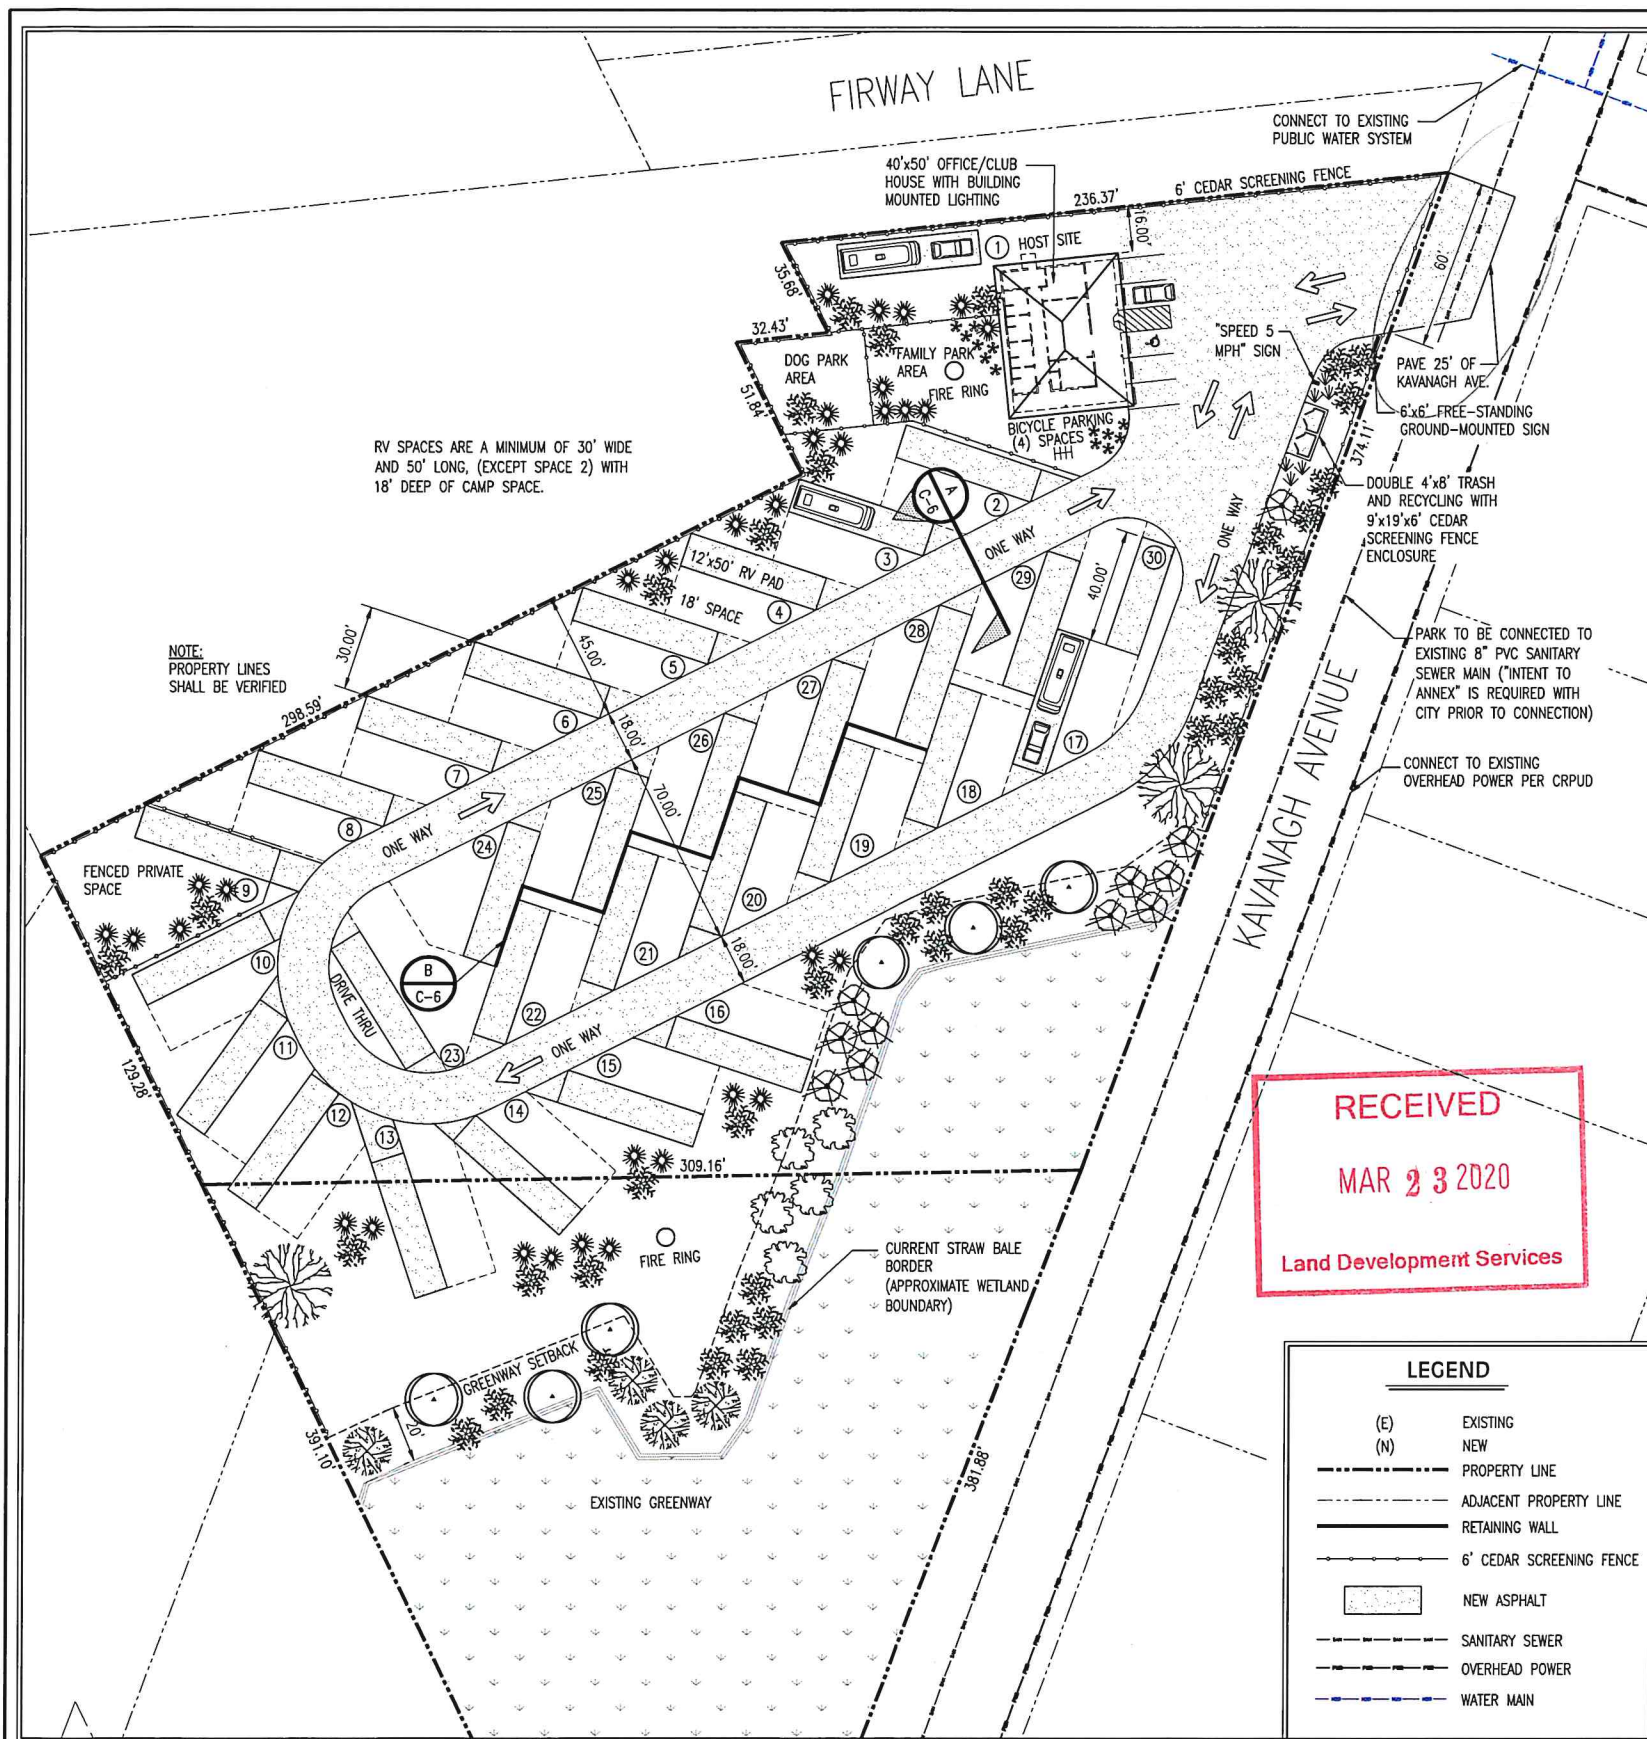 FIRWAY LANE
CONNECT TO EXISTING
PUBLIC WATER SYSTEM
40'x50' OFFICE/CLUB
HOUSE WITH BUILDING
MOUNTED LIGHTING
6' CEDAR SCREENING FENCE
236.37'
16.00'
1
HOST SITE
60'
35.68'
32.43'
DOG PARK
AREA
FAMILY PARK
AREA
FIRE RING
51.84'
"SPEED 5
MPH" SIGN
PAVE 25' OF
KAVANAGH AVE.
6'x6' FREE-STANDING
GROUND-MOUNTED SIGN
BICYCLE PARKING
(4) SPACES
374.11'
RV SPACES ARE A MINIMUM OF 30' WIDE
AND 50' LONG, (EXCEPT SPACE 2) WITH
18' DEEP OF CAMP SPACE.
DOUBLE 4'x8' TRASH
AND RECYCLING WITH
9'x19'x6' CEDAR
SCREENING FENCE
ENCLOSURE
A
C-6
2
ONE WAY
ONE WAY
3
29
30
40.00'
12'x50' RV PAD
18' SPACE
4
28
5
45.00'
30.00'
NOTE:
PROPERTY LINES
SHALL BE VERIFIED
PARK TO BE CONNECTED TO
EXISTING 8" PVC SANITARY
SEWER MAIN ("INTENT TO
ANNEX" IS REQUIRED WITH
CITY PRIOR TO CONNECTION)
298.59'
6
18.00'
27
26
17
7
25
70.00'
18
CONNECT TO EXISTING
OVERHEAD POWER PER CRPUD
KAVANAGH AVENUE
8
ONE WAY
24
19
FENCED PRIVATE
SPACE
9
20
10
21
18.00'
B
C-6
DRIVE THRU
22
16
11
23
ONE WAY
15
129.28'
12
13
14
309.16'
RECEIVED
MAR 23 2020
Land Development Services
FIRE RING
CURRENT STRAW BALE
BORDER
(APPROXIMATE WETLAND
BOUNDARY)
GREENWAY SETBACK
20'
391.10'
381.88'
EXISTING GREENWAY
LEGEND
(E) EXISTING
(N) NEW
PROPERTY LINE
ADJACENT PROPERTY LINE
RETAINING WALL
6' CEDAR SCREENING FENCE
NEW ASPHALT
SANITARY SEWER
OVERHEAD POWER
WATER MAIN